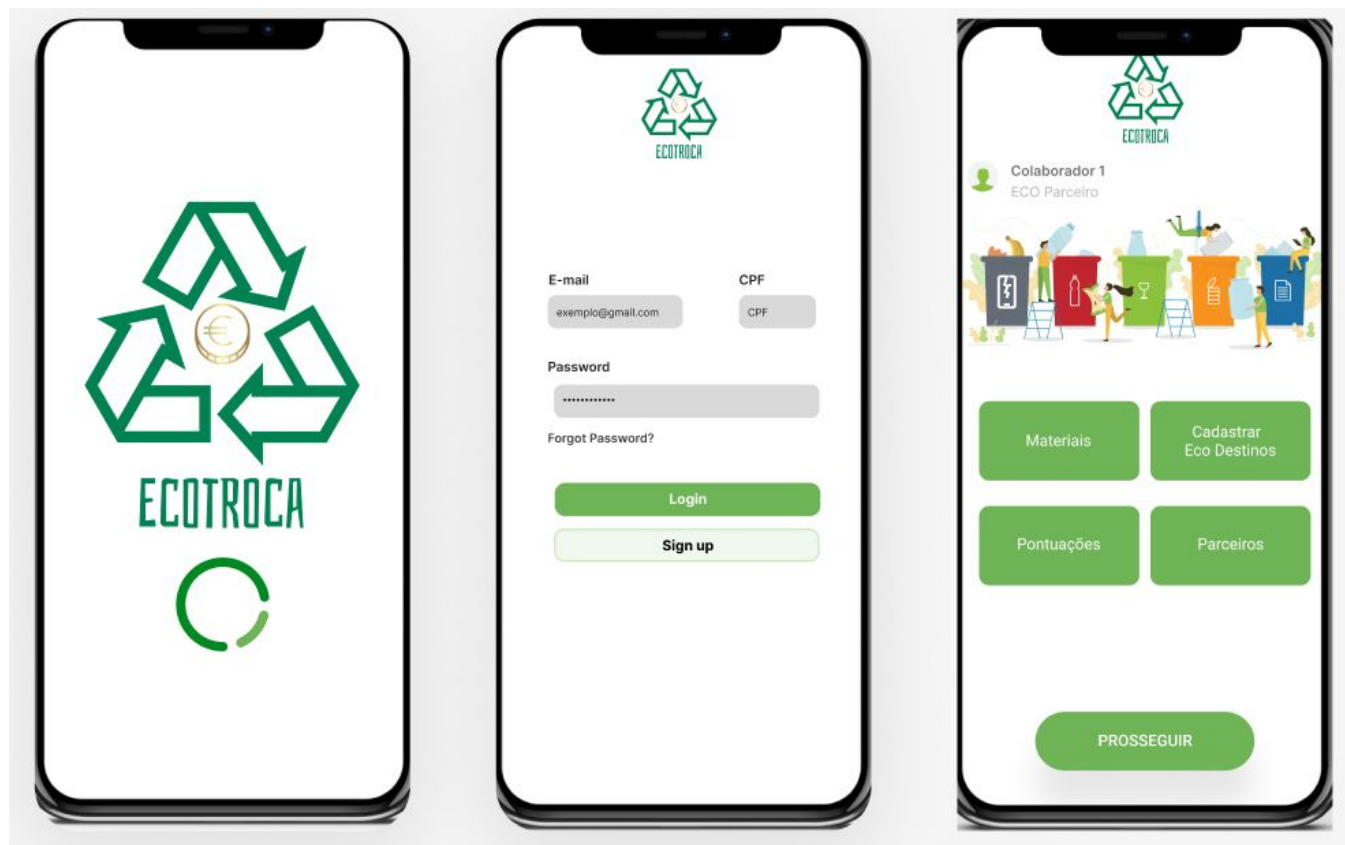 ECOTROCA
ECOTROCA
E-mail
CPF
exemplo@gmail.com
CPF
Password
••••••••••••
Forgot Password?
Login
Sign up
ECOTROCA
Colaborador 1
ECO Parceiro
Materiais
Cadastrar
Eco Destinos
Pontuações
Parceiros
PROSSEGUIR